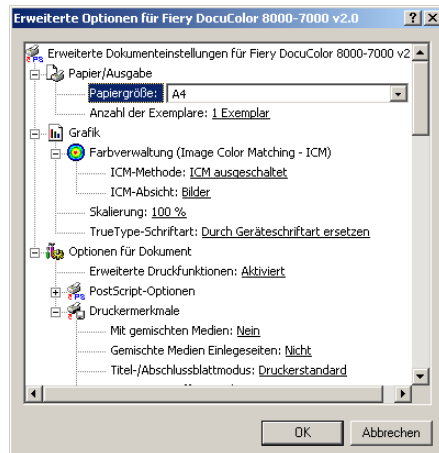 Erweiterte Optionen für Fiery DocuColor 8000-7000 v2.0
Erweiterte Dokumenteinstellungen für Fiery DocuColor 8000-7000 v2
Papier/Ausgabe
Papiergröße: A4
Anzahl der Exemplare: 1 Exemplar
Grafik
Farbverwaltung (Image Color Matching - ICM)
ICM-Methode: ICM ausgeschaltet
ICM-Absicht: Bilder
Skalierung: 100 %
TrueType-Schriftart: Durch Geräteschriftart ersetzen
Optionen für Dokument
Erweiterte Druckfunktionen: Aktiviert
PostScript-Optionen
Druckermerkmale
Mit gemischten Medien: Nein
Gemischte Medien Einlegeseiten: Nicht
Titel-/Abschlussblattmodus: Druckerstandard
OK Abbrechen